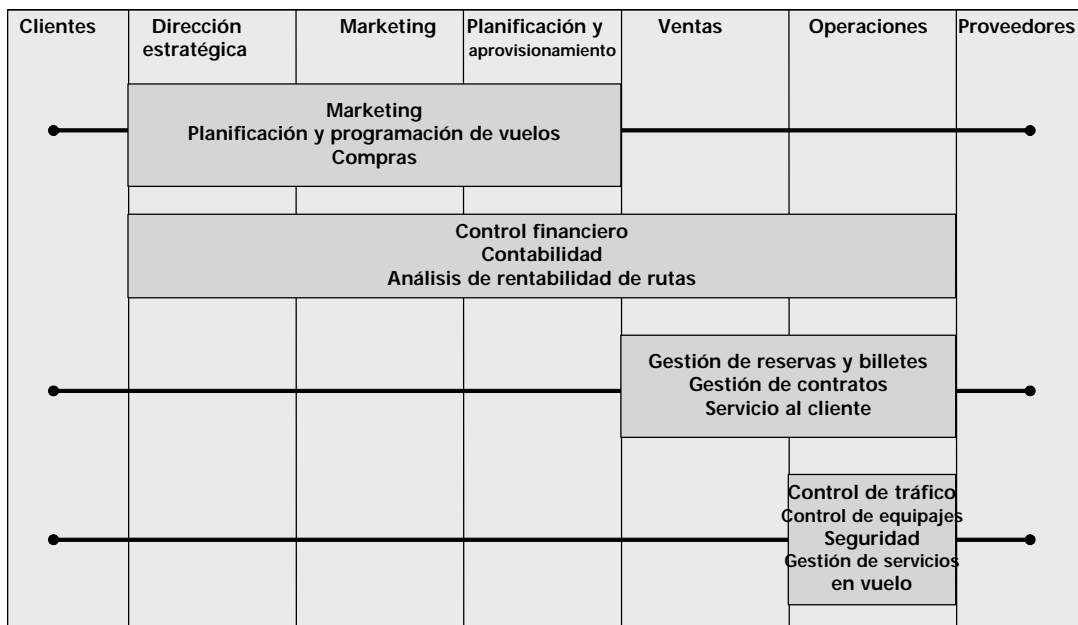 Clientes
Dirección
estratégica
Marketing
Planificación y
aprovisionamiento
Ventas
Operaciones
Proveedores
Marketing
Planificación y programación de vuelos
Compras
Control financiero
Contabilidad
Análisis de rentabilidad de rutas
Gestión de reservas y billetes
Gestión de contratos
Servicio al cliente
Control de tráfico
Control de equipajes
Seguridad
Gestión de servicios
en vuelo